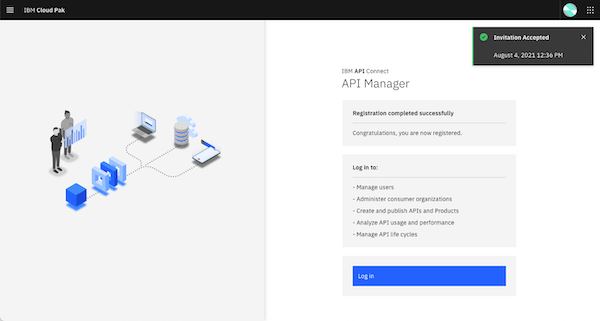 IBM Cloud Pak
Invitation Accepted
August 4, 2021 12:36 PM
IBM API Connect
API Manager
Registration completed successfully
Congratulations, you are now registered.
Log in to:
- Manage users
- Administer consumer organizations
- Create and publish APIs and Products
- Analyze API usage and performance
- Manage API life cycles
Log in